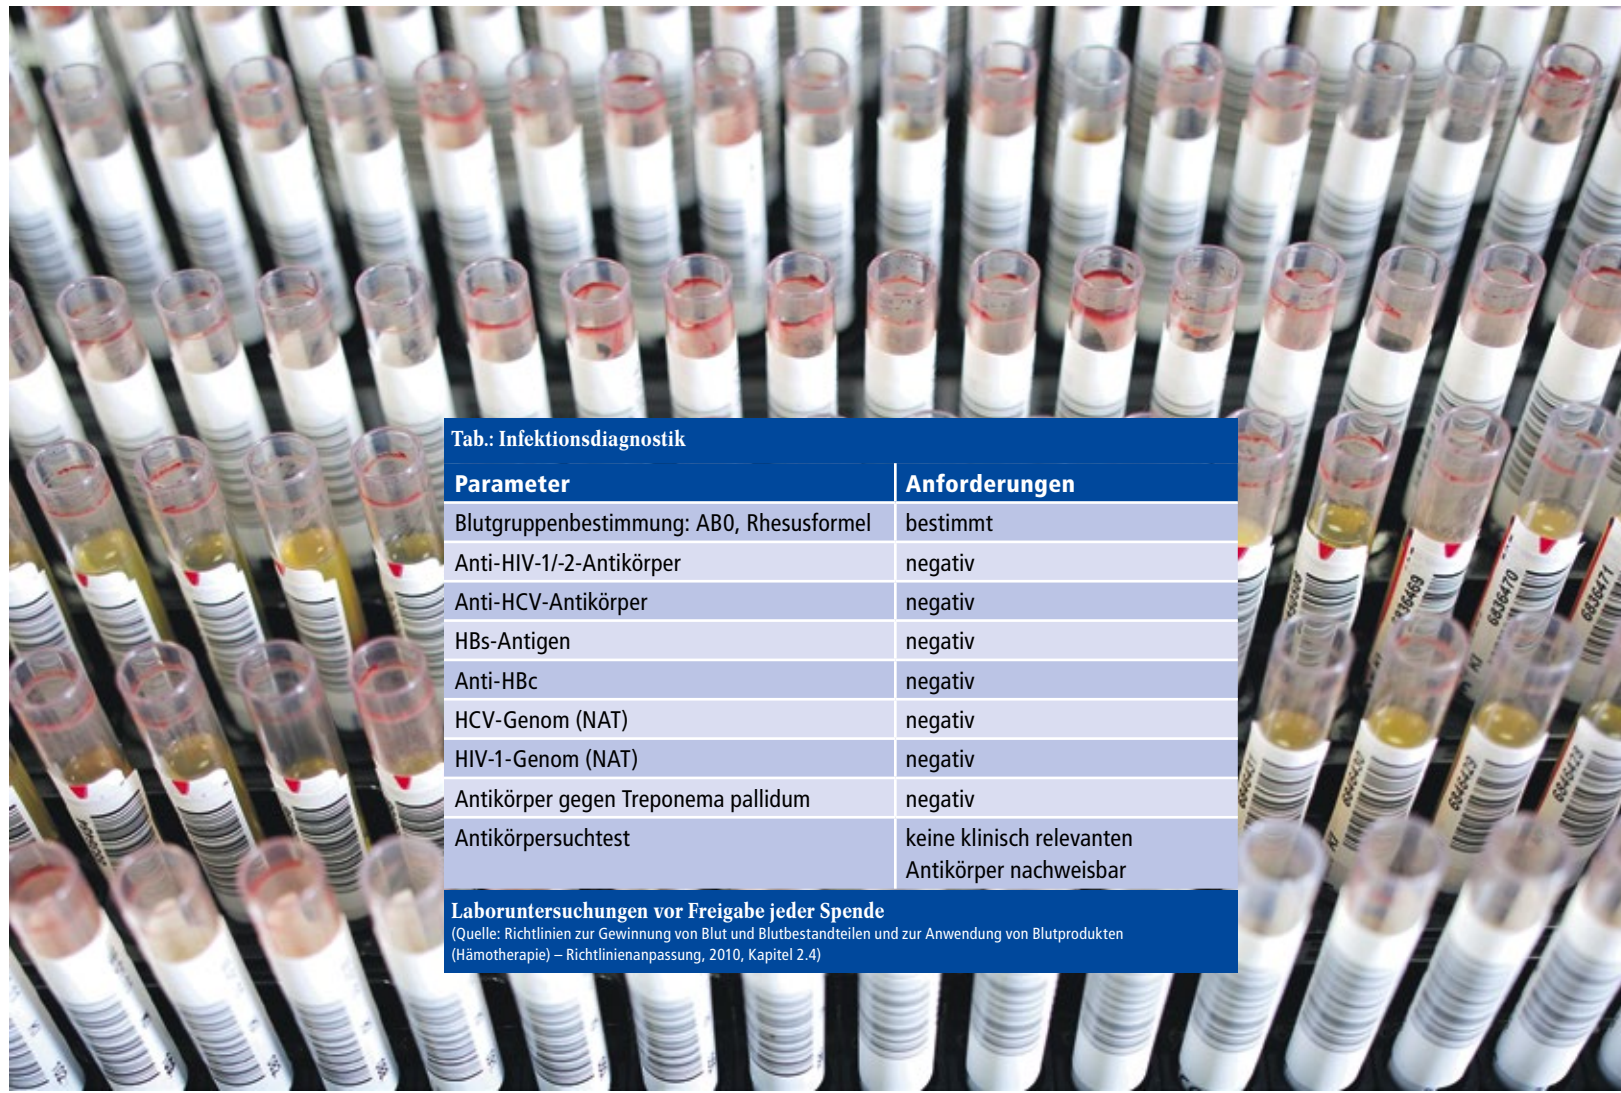 Tab.: Infektionsdiagnostik
Parameter Anforderungen
Blutgruppenbestimmung: AB0, Rhesusformel bestimmt
Anti-HIV-1/-2-Antikörper negativ
Anti-HCV-Antikörper negativ
HBs-Antigen negativ
Anti-HBc negativ
HCV-Genom (NAT) negativ
HIV-1-Genom (NAT) negativ
Antikörper gegen Treponema pallidum negativ
Antikörpersuchtest keine klinisch relevanten
Antikörper nachweisbar
Laboruntersuchungen vor Freigabe jeder Spende
(Quelle: Richtlinien zur Gewinnung von Blut und Blutbestandteilen und zur Anwendung von Blutprodukten
(Hämotherapie) – Richtlinienanpassung, 2010, Kapitel 2.4)
6836470
6836471
6846429
6846428